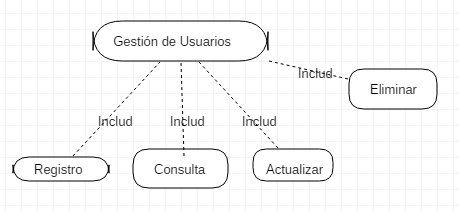 Gestión de Usuarios
Includ
Eliminar
Includ
Includ
Includ
Registro
Consulta
Actualizar